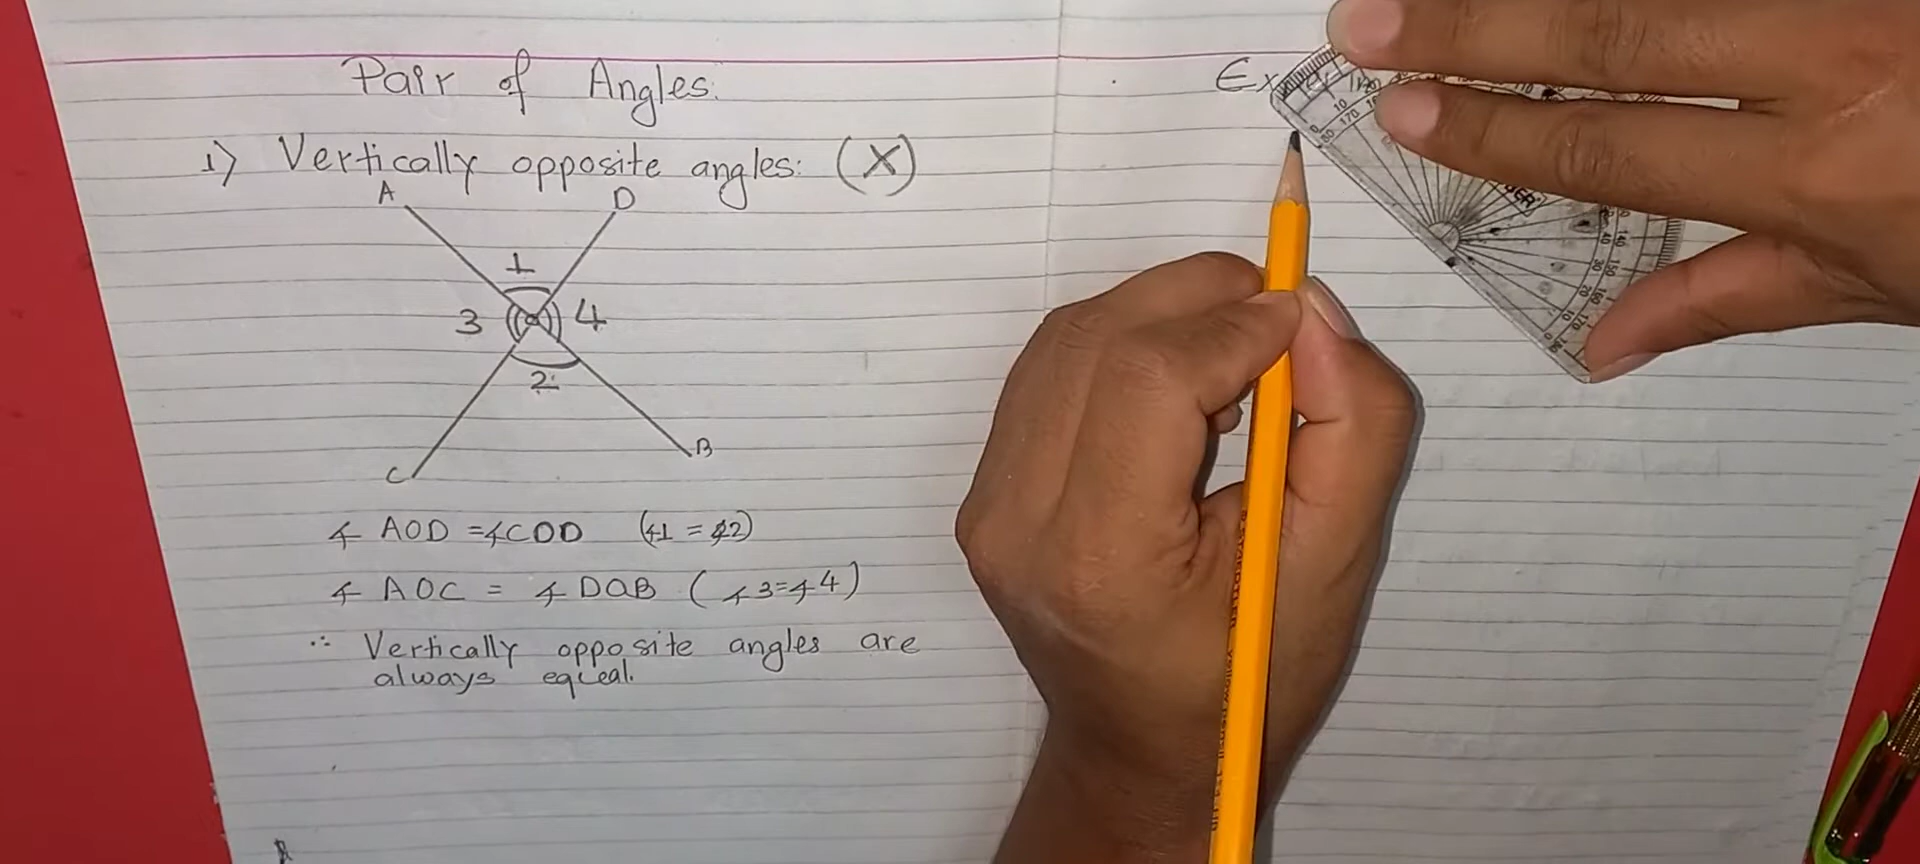 Pair of Angles:
1) Vertically opposite angles: (X)
A
D
1
3
4
2
B
C
∡ AOD = ∡COD (∡1 = ∡2)
∡ AOC = ∡ DOB (∡3=∡4)
∴ Vertically opposite angles are
always equal.